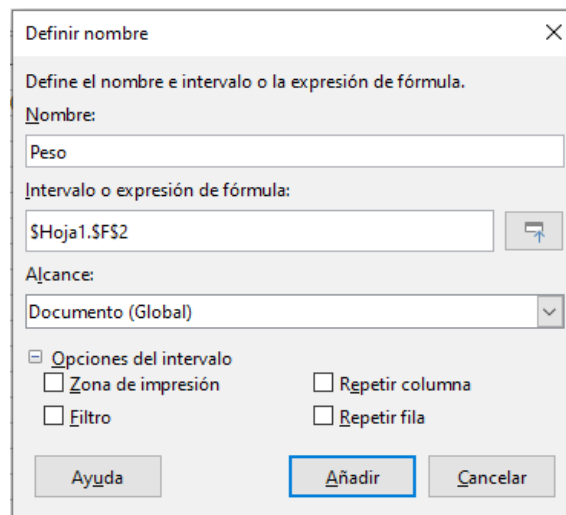 Definir nombre
Define el nombre e intervalo o la expresión de fórmula.
Nombre:
Peso
Intervalo o expresión de fórmula:
$Hoja1.$F$2
Alcance:
Documento (Global)
Opciones del intervalo
Zona de impresión
Repetir columna
Filtro
Repetir fila
Ayuda
Añadir
Cancelar